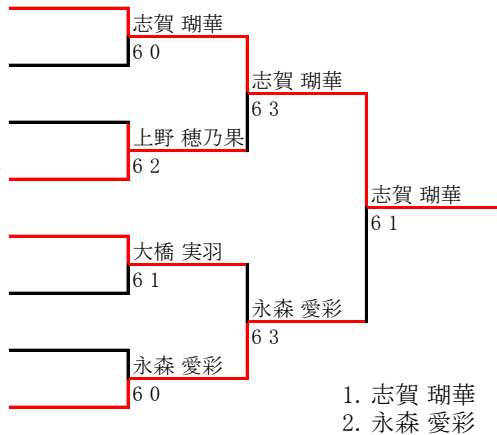 志賀 瑚華
6 0
志賀 瑚華
6 3
上野 穂乃果
6 2
志賀 瑚華
6 1
大橋 実羽
6 1
永森 愛彩
6 3
永森 愛彩
6 0
1. 志賀 瑚華
2. 永森 愛彩